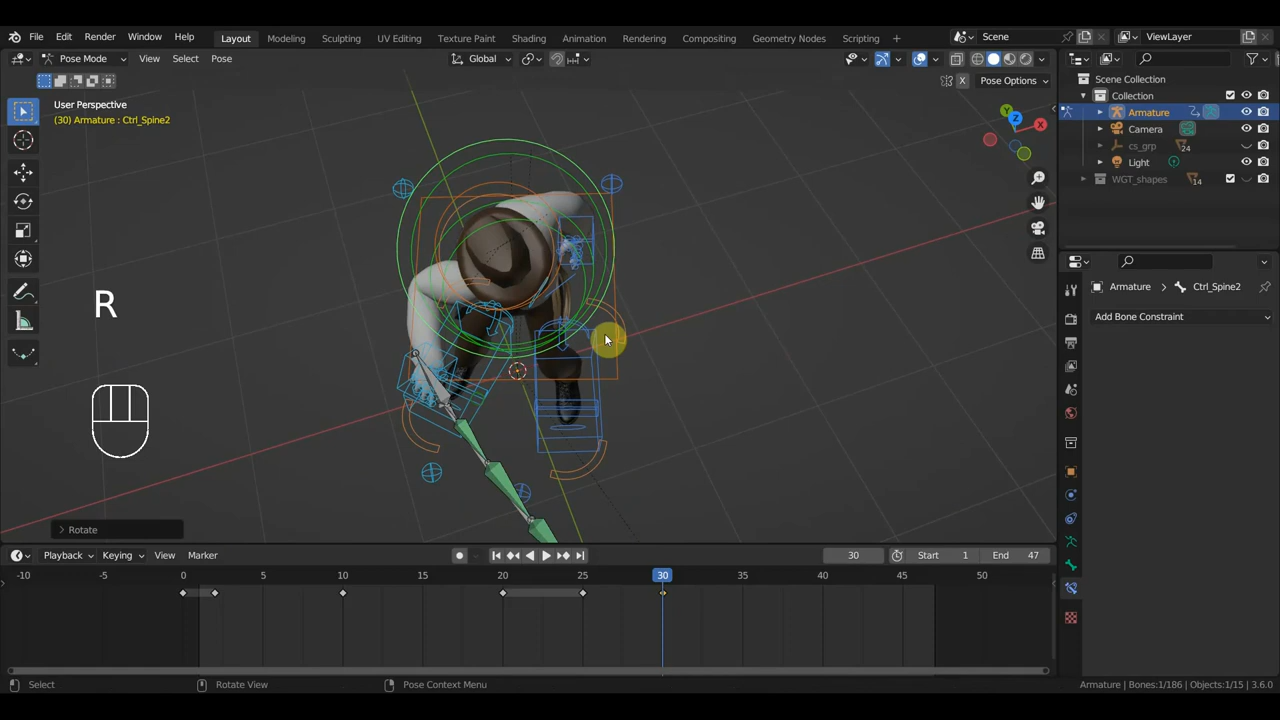 File Edit Render Window Help Layout Modeling Sculpting UV Editing Texture Paint Shading Animation Rendering Compositing Geometry Nodes Scripting + Scene ViewLayer
Pose Mode View Select Pose Global
X Pose Options
User Perspective
(30) Armature : Ctrl_Spine2
Scene Collection
Collection
Armature
Camera
cs_grp 24
Light
WGT_shapes 14
Y
Z
X
R
Armature Ctrl_Spine2
Add Bone Constraint
Rotate
Playback Keying View Marker 30 Start 1 End 47
-10 -5 0 5 10 15 20 25 30 35 40 45 50
Select Rotate View Pose Context Menu Armature | Bones:1/186 | Objects:1/15 | 3.6.0